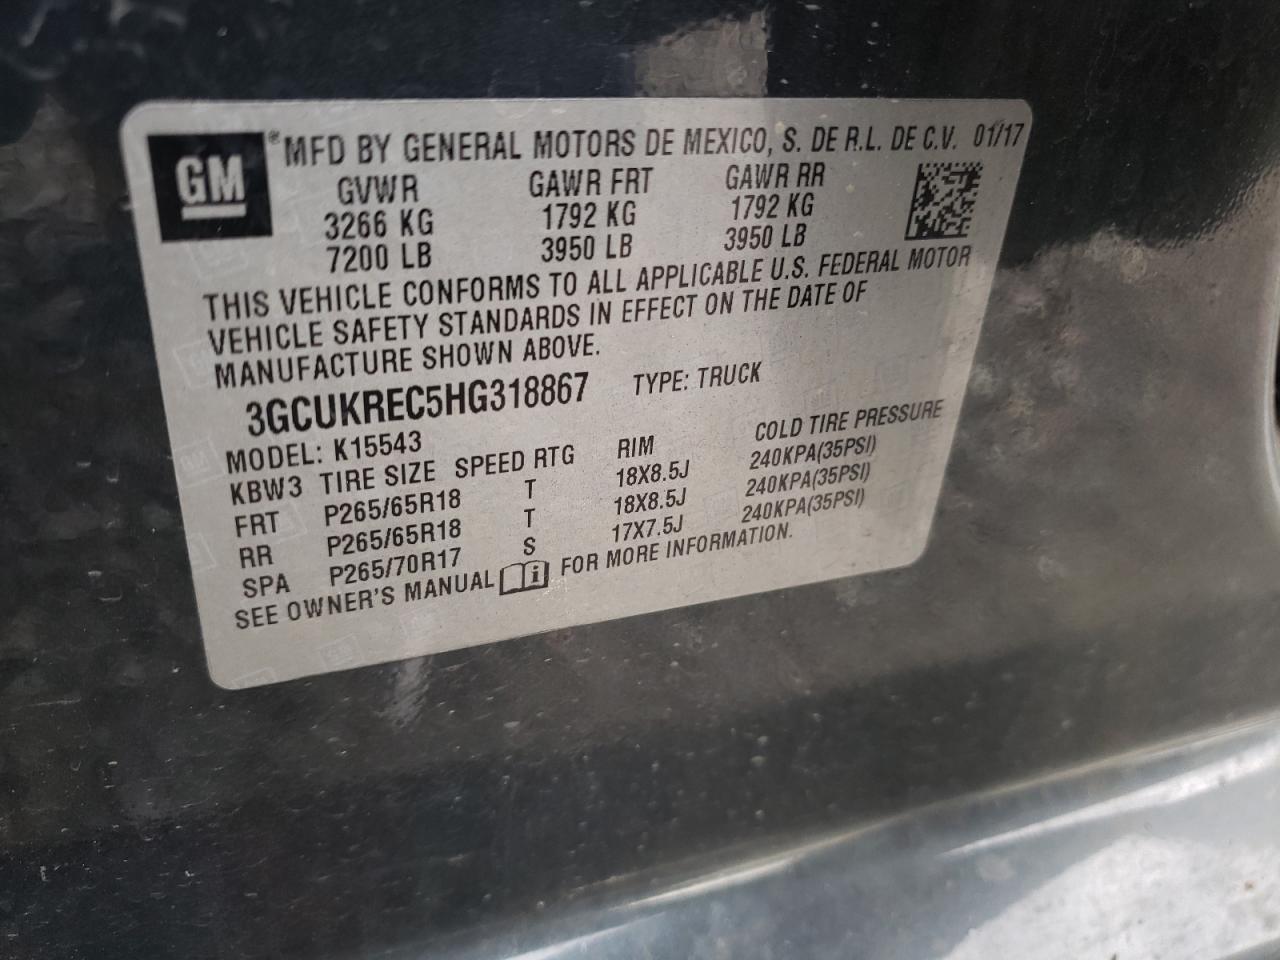 GM ® MFD BY GENERAL MOTORS DE MEXICO, S. DE R.L. DE C.V. 01/17
GVWR GAWR FRT GAWR RR
3266 KG 1792 KG 1792 KG
7200 LB 3950 LB 3950 LB
THIS VEHICLE CONFORMS TO ALL APPLICABLE U.S. FEDERAL MOTOR
VEHICLE SAFETY STANDARDS IN EFFECT ON THE DATE OF
MANUFACTURE SHOWN ABOVE.
3GCUKREC5HG318867 TYPE: TRUCK
MODEL: K15543
KBW3 TIRE SIZE SPEED RTG RIM COLD TIRE PRESSURE
FRT P265/65R18 T 18X8.5J 240KPA(35PSI)
RR P265/65R18 T 18X8.5J 240KPA(35PSI)
SPA P265/70R17 S 17X7.5J 240KPA(35PSI)
SEE OWNER'S MANUAL i FOR MORE INFORMATION.